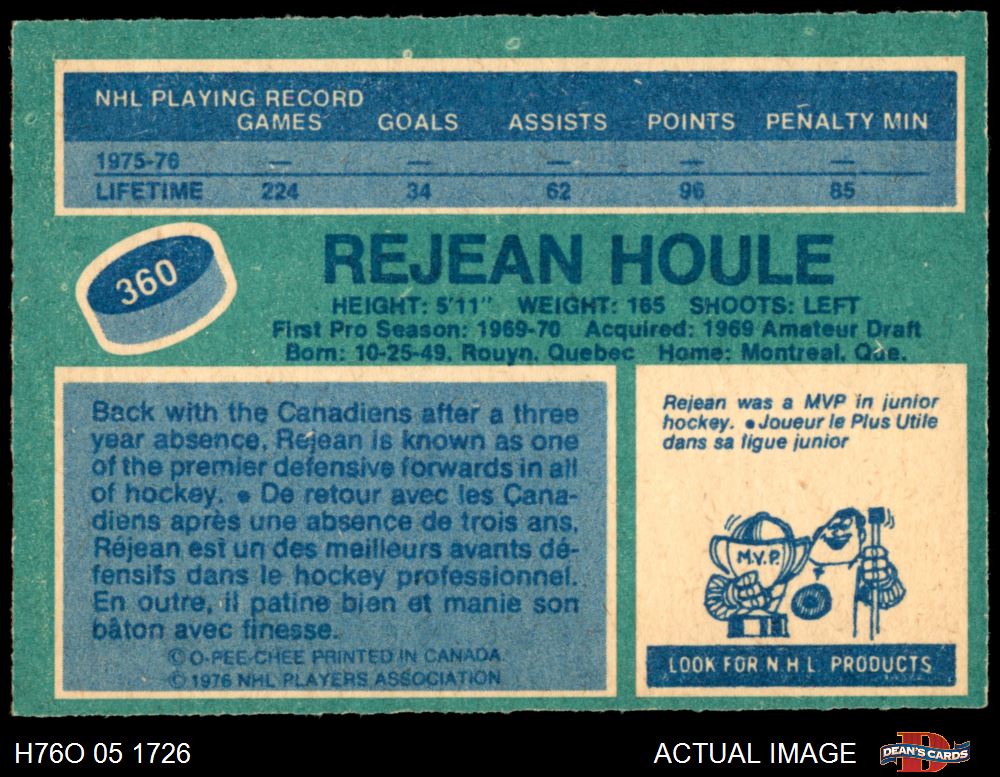 NHL PLAYING RECORD
GAMES GOALS ASSISTS POINTS PENALTY MIN
1975-76 — — — — —
LIFETIME 224 34 62 96 85
360
REJEAN HOULE
HEIGHT: 5'11" WEIGHT: 165 SHOOTS: LEFT
First Pro Season: 1969-70 Acquired: 1969 Amateur Draft
Born: 10-25-49, Rouyn, Quebec Home: Montreal, Que.
Back with the Canadiens after a three
year absence, Rejean is known as one
of the premier defensive forwards in all
of hockey. • De retour avec les Cana-
diens après une absence de trois ans,
Réjean est un des meilleurs avants dé-
fensifs dans le hockey professionnel.
En outre, il patine bien et manie son
bâton avec finesse.
© O-PEE-CHEE PRINTED IN CANADA
© 1976 NHL PLAYERS ASSOCIATION
Rejean was a MVP in junior
hockey. • Joueur le Plus Utile
dans sa ligue junior
M.V.P.
LOOK FOR N H L PRODUCTS
H76O 05 1726
ACTUAL IMAGE
D
DEAN'S CARDS